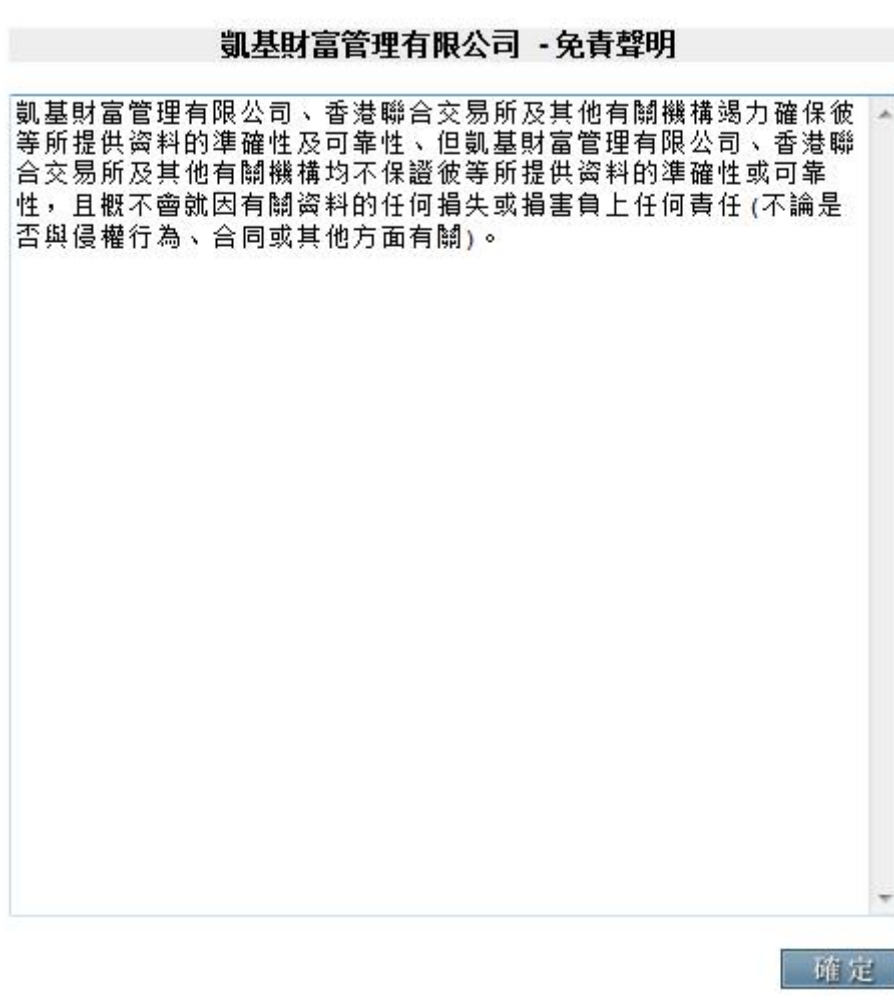 凱基財富管理有限公司 - 免責聲明
凱基財富管理有限公司、香港聯合交易所及其他有關機構竭力確保彼
等所提供資料的準確性及可靠性、但凱基財富管理有限公司、香港聯
合交易所及其他有關機構均不保證彼等所提供資料的準確性或可靠
性，且概不會就因有關資料的任何損失或損害負上任何責任(不論是
否與侵權行為、合同或其他方面有關)。
確定